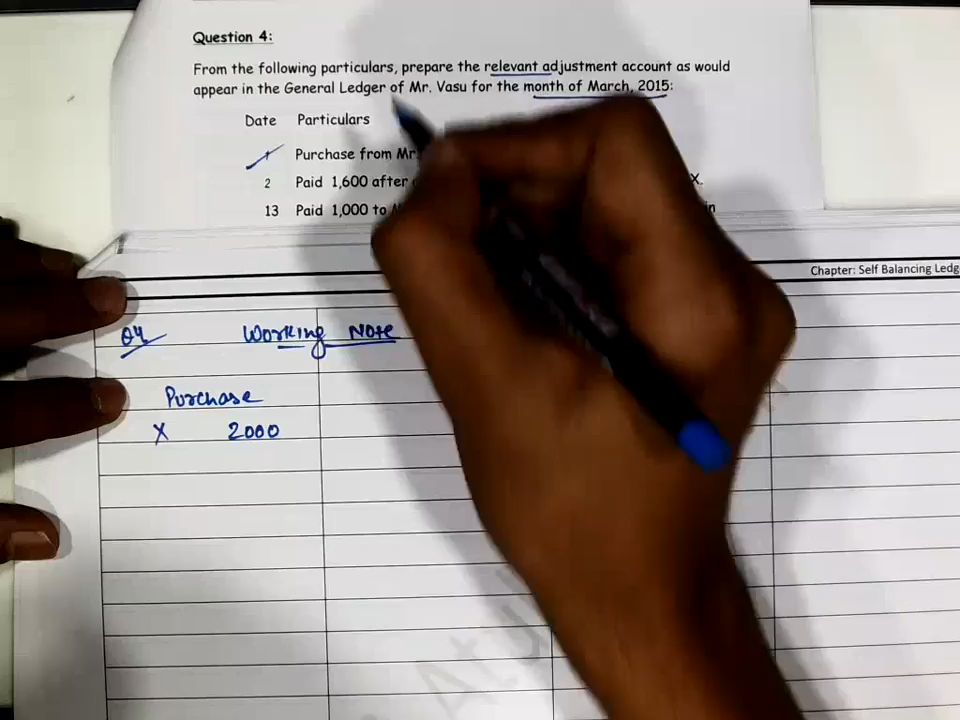 Question 4:
From the following particulars, prepare the relevant adjustment account as would
appear in the General Ledger of Mr. Vasu for the month of March, 2015:
Date Particulars
1 Purchase from Mr.
2 Paid 1,600 after X.
13 Paid 1,000 to in
Chapter: Self Balancing Ledg
Q4 Working Note
Purchase
X 2000